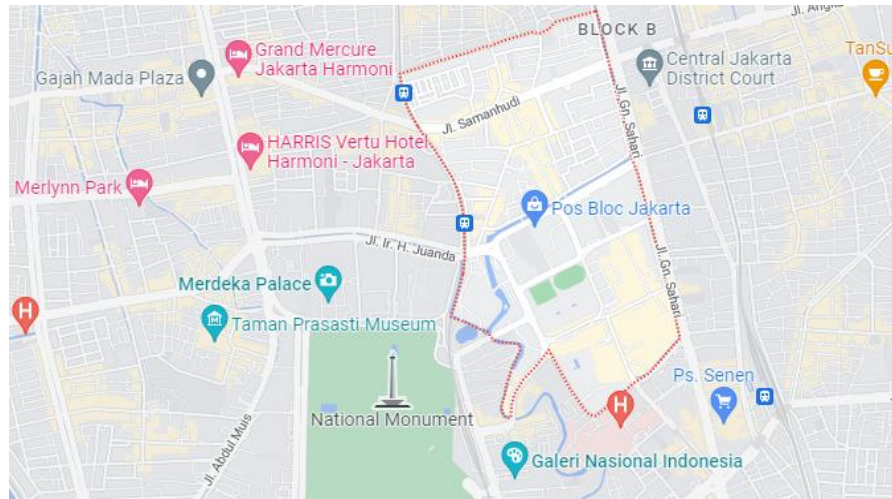 BLOCK B
Jl. Angka
Grand Mercure
Jakarta Harmoni
Gajah Mada Plaza
Central Jakarta
District Court
TanSu
Jl. Samanhudi
Jl. Gn. Sahari
HARRIS Vertu Hotel
Harmoni - Jakarta
Merlynn Park
Pos Bloc Jakarta
Jl. Ir. H. Juanda
Jl. Gn. Sahari
Merdeka Palace
H
Taman Prasasti Museum
Ps. Senen
H
National Monument
Jl. Abdul Muis
Galeri Nasional Indonesia